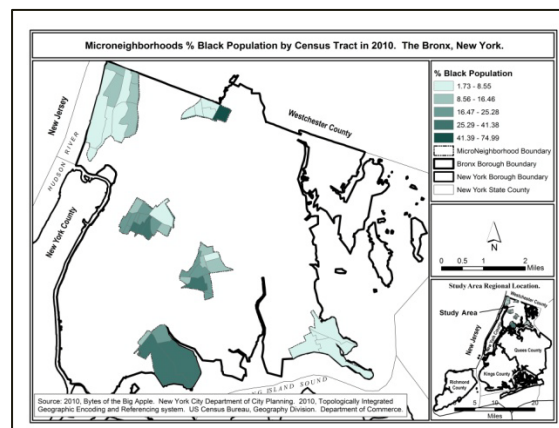 Microneighborhoods % Black Population by Census Tract in 2010. The Bronx, New York.
% Black Population
1.73 - 8.55
8.56 - 16.46
16.47 - 25.28
25.29 - 41.38
41.39 - 74.99
MicroNeighborhood Boundary
Bronx Borough Boundary
New York Borough Boundary
New York State County
New Jersey
HUDSON RIVER
New York County
Westchester County
N
0 0.5 1 2
Miles
Study Area Regional Location.
Westchester County
Study Area
New Jersey
Queens County
Kings County
Richmond County
5 10 20
Miles
ISLAND SOUND
Source: 2010, Bytes of the Big Apple. New York City Department of City Planning. 2010, Topologically Integrated
Geographic Encoding and Referencing system. US Census Bureau, Geography Division. Department of Commerce.